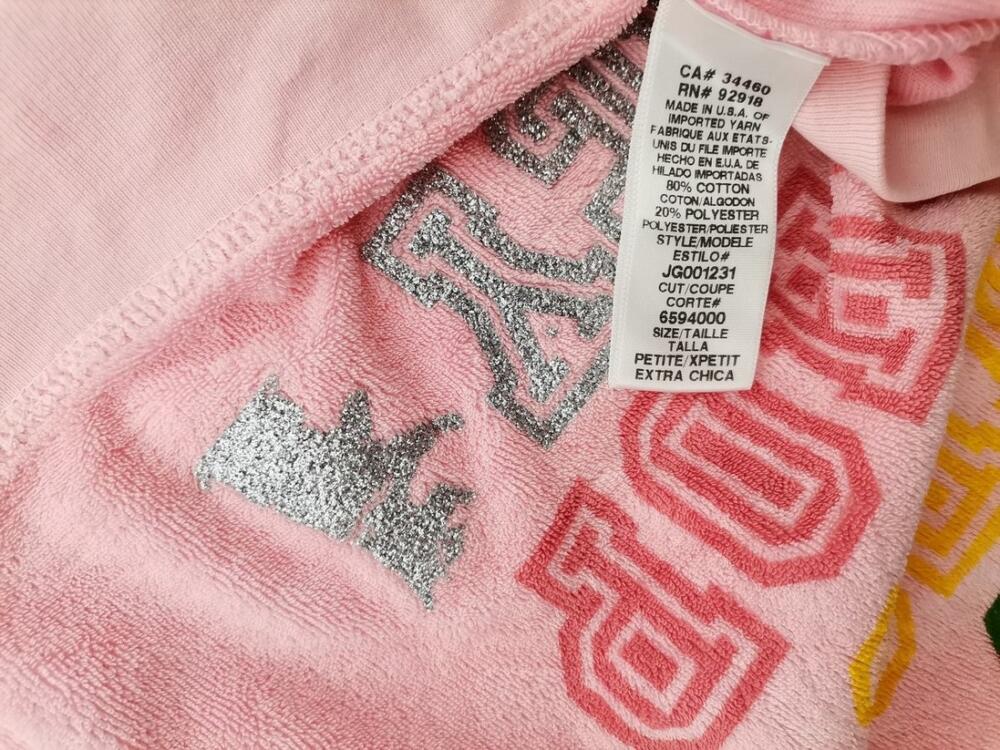 CA# 34460
RN# 92918
MADE IN U.S.A. OF
IMPORTED YARN
FABRIQUE AUX ETATS-
UNIS DU FILE IMPORTE
HECHO EN E.U.A. DE
HILADO IMPORTADAS
80% COTTON
COTON/ALGODON
20% POLYESTER
POLYESTER/POLIESTER
STYLE/MODELE
ESTILO#
JG001231
CUT/COUPE
CORTE#
6594000
SIZE/TAILLE
TALLA
PETITE/XPETIT
EXTRA CHICA